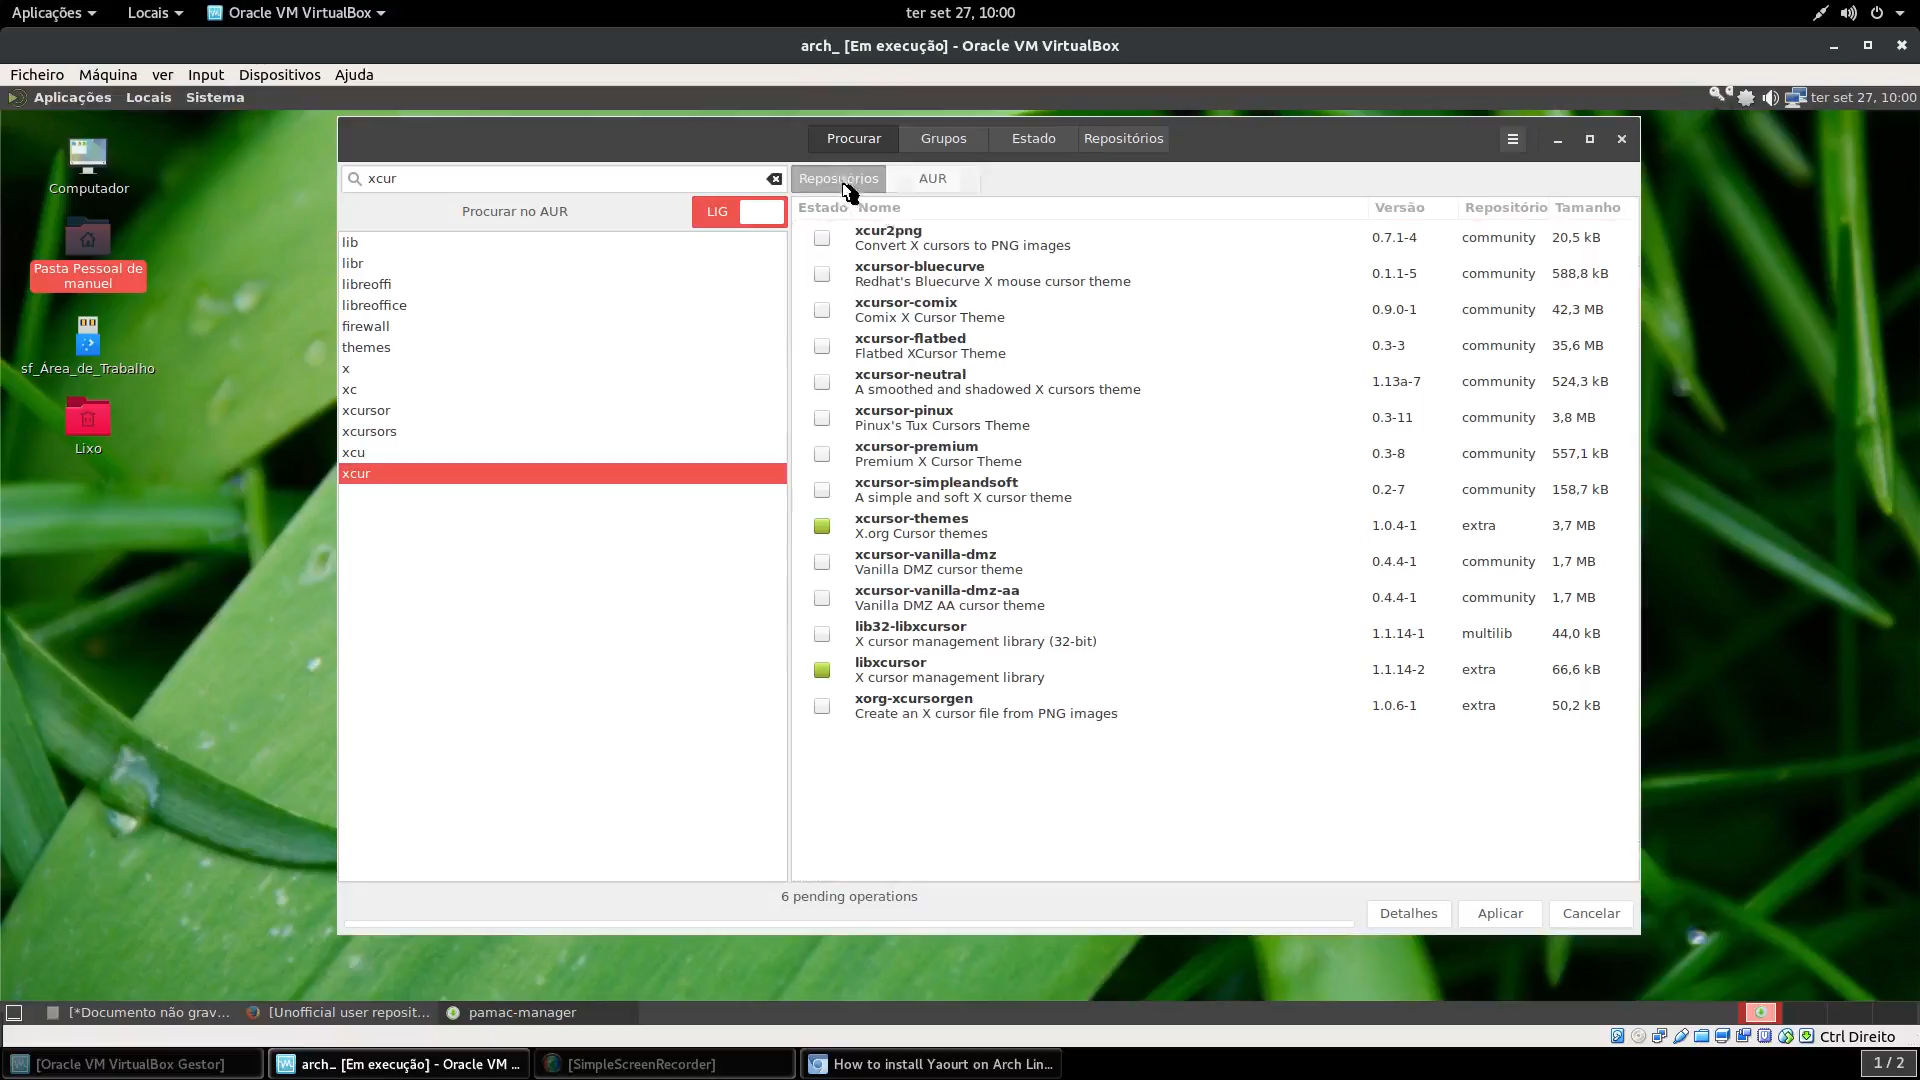 Aplicações Locais Oracle VM VirtualBox ter set 27, 10:00
arch_ [Em execução] - Oracle VM VirtualBox
Ficheiro Máquina ver Input Dispositivos Ajuda
Aplicações Locais Sistema ter set 27, 10:00
Computador
Pasta Pessoal de
manuel
sf_Área_de_Trabalho
Lixo
Procurar Grupos Estado Repositórios
xcur
Procurar no AUR LIG
lib
libr
libreoffi
libreoffice
firewall
themes
x
xc
xcursor
xcursors
xcu
xcur
Repositórios AUR
Estado Nome Versão Repositório Tamanho
xcur2png
Convert X cursors to PNG images 0.7.1-4 community 20,5 kB
xcursor-bluecurve
Redhat's Bluecurve X mouse cursor theme 0.1.1-5 community 588,8 kB
xcursor-comix
Comix X Cursor Theme 0.9.0-1 community 42,3 MB
xcursor-flatbed
Flatbed XCursor Theme 0.3-3 community 35,6 MB
xcursor-neutral
A smoothed and shadowed X cursors theme 1.13a-7 community 524,3 kB
xcursor-pinux
Pinux's Tux Cursors Theme 0.3-11 community 3,8 MB
xcursor-premium
Premium X Cursor Theme 0.3-8 community 557,1 kB
xcursor-simpleandsoft
A simple and soft X cursor theme 0.2-7 community 158,7 kB
xcursor-themes
X.org Cursor themes 1.0.4-1 extra 3,7 MB
xcursor-vanilla-dmz
Vanilla DMZ cursor theme 0.4.4-1 community 1,7 MB
xcursor-vanilla-dmz-aa
Vanilla DMZ AA cursor theme 0.4.4-1 community 1,7 MB
lib32-libxcursor
X cursor management library (32-bit) 1.1.14-1 multilib 44,0 kB
libxcursor
X cursor management library 1.1.14-2 extra 66,6 kB
xorg-xcursorgen
Create an X cursor file from PNG images 1.0.6-1 extra 50,2 kB
6 pending operations
Detalhes Aplicar Cancelar
[*Documento não grav... [Unofficial user reposit... pamac-manager
Ctrl Direito
[Oracle VM VirtualBox Gestor] arch_ [Em execução] - Oracle VM ... [SimpleScreenRecorder] How to install Yaourt on Arch Lin... 1 / 2